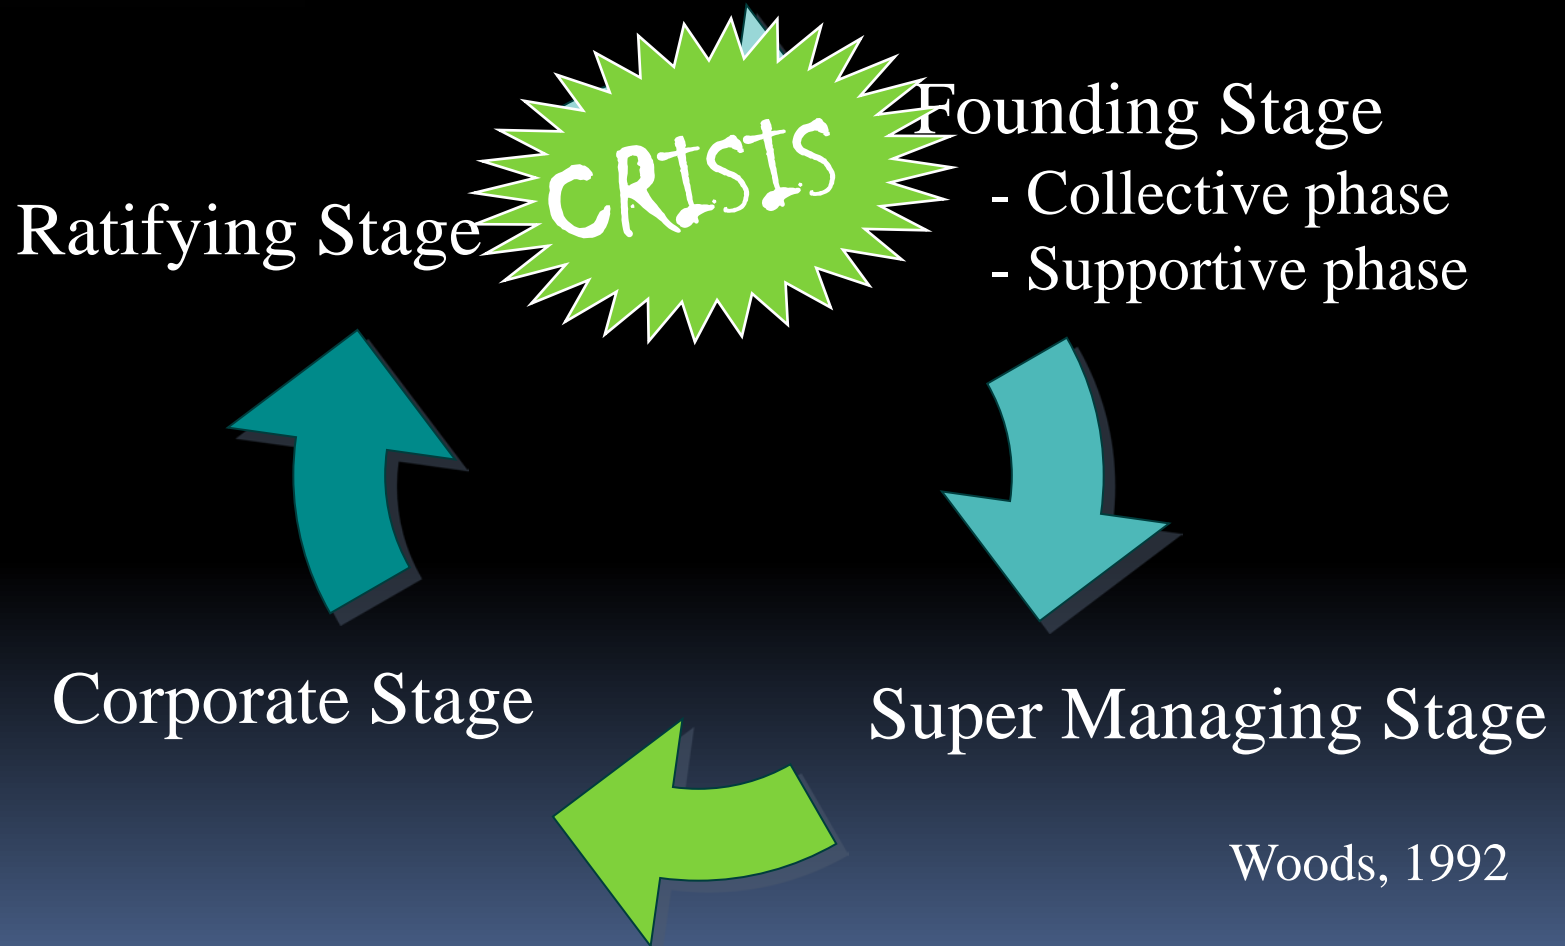 CRISIS
Founding Stage
- Collective phase
- Supportive phase
Ratifying Stage
Corporate Stage
Super Managing Stage
Woods, 1992